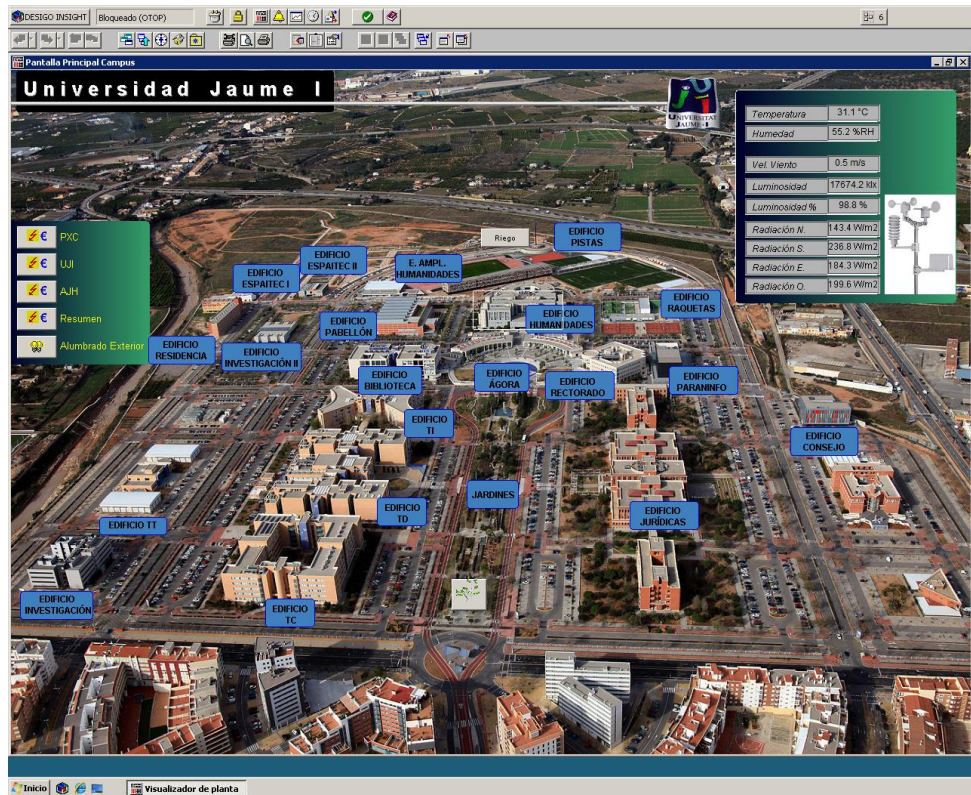 DESIGO INSIGHT
Bloqueado (OTOP)
6
Pantalla Principal Campus
Universidad Jaume I
UNIVERSITAT
JAUME·I
Temperatura 31.1 °C
Humedad 55.2 %RH
Vel. Viento 0.5 m/s
Luminosidad 17674.2 klx
Luminosidad % 98.8 %
Radiación N. 143.4 W/m2
Radiación S. 236.8 W/m2
Radiación E. 184.3 W/m2
Radiación O. 199.6 W/m2
€ PXC
€ UJI
€ AJH
€ Resumen
Alumbrado Exterior
Riego
EDIFICIO
PISTAS
EDIFICIO
ESPAITEC II
E. AMPL.
HUMANIDADES
EDIFICIO
ESPAITEC I
EDIFICIO
RAQUETAS
EDIFICIO
PABELLÓN
EDIFICIO
HUMANIDADES
EDIFICIO
RESIDENCIA
EDIFICIO
INVESTIGACIÓN II
EDIFICIO
BIBLIOTECA
EDIFICIO
ÁGORA
EDIFICIO
RECTORADO
EDIFICIO
PARANINFO
EDIFICIO
TI
EDIFICIO
CONSEJO
JARDINES
EDIFICIO
TD
EDIFICIO
JURÍDICAS
EDIFICIO TT
EDIFICIO
INVESTIGACIÓN
EDIFICIO
TC
Inicio
Visualizador de planta